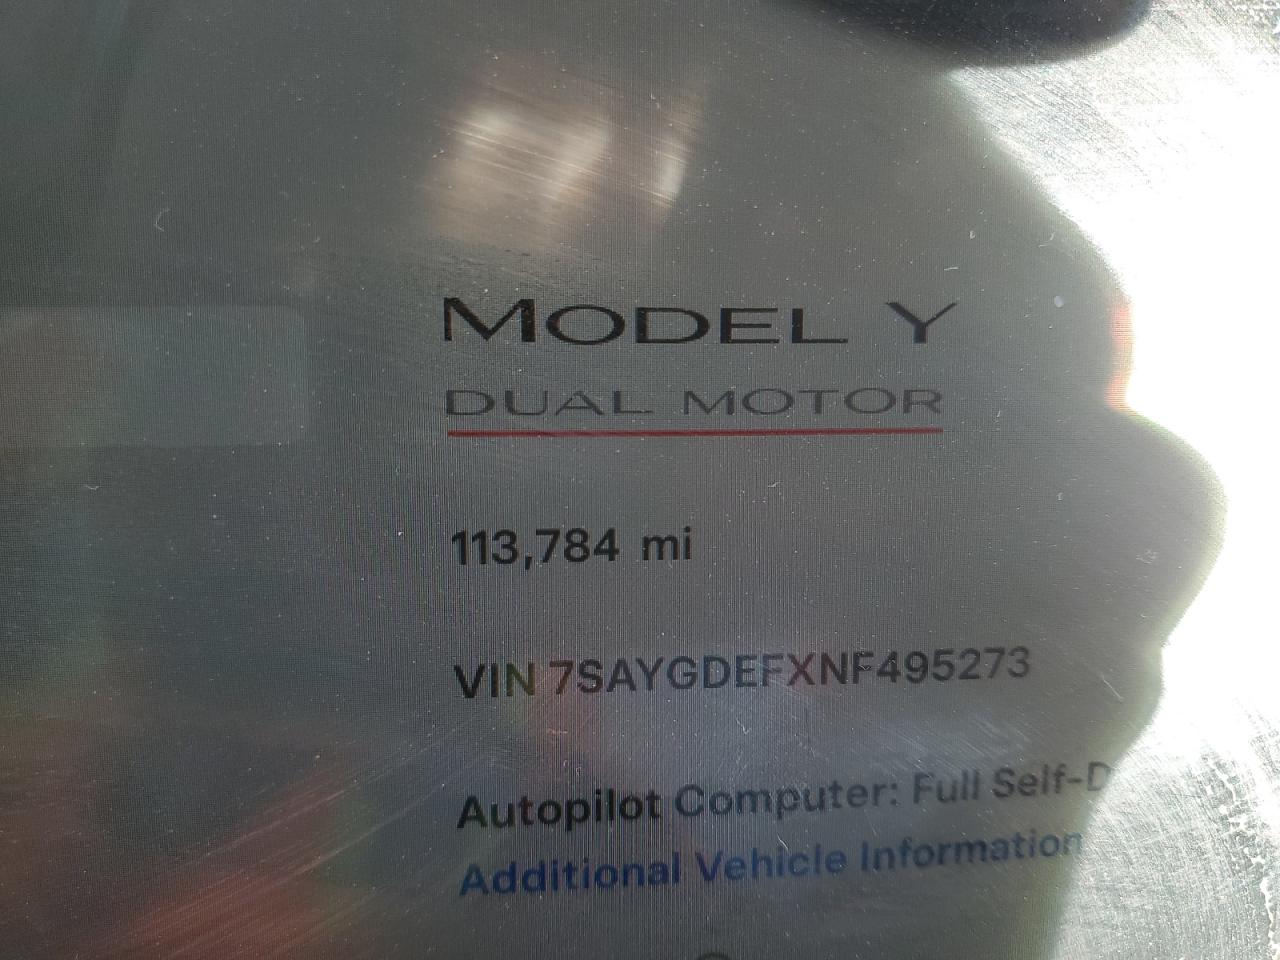 MODEL Y
DUAL MOTOR
113,784 mi
VIN 7SAYGDEFXNF495273
Autopilot Computer: Full Self-D
Additional Vehicle Information